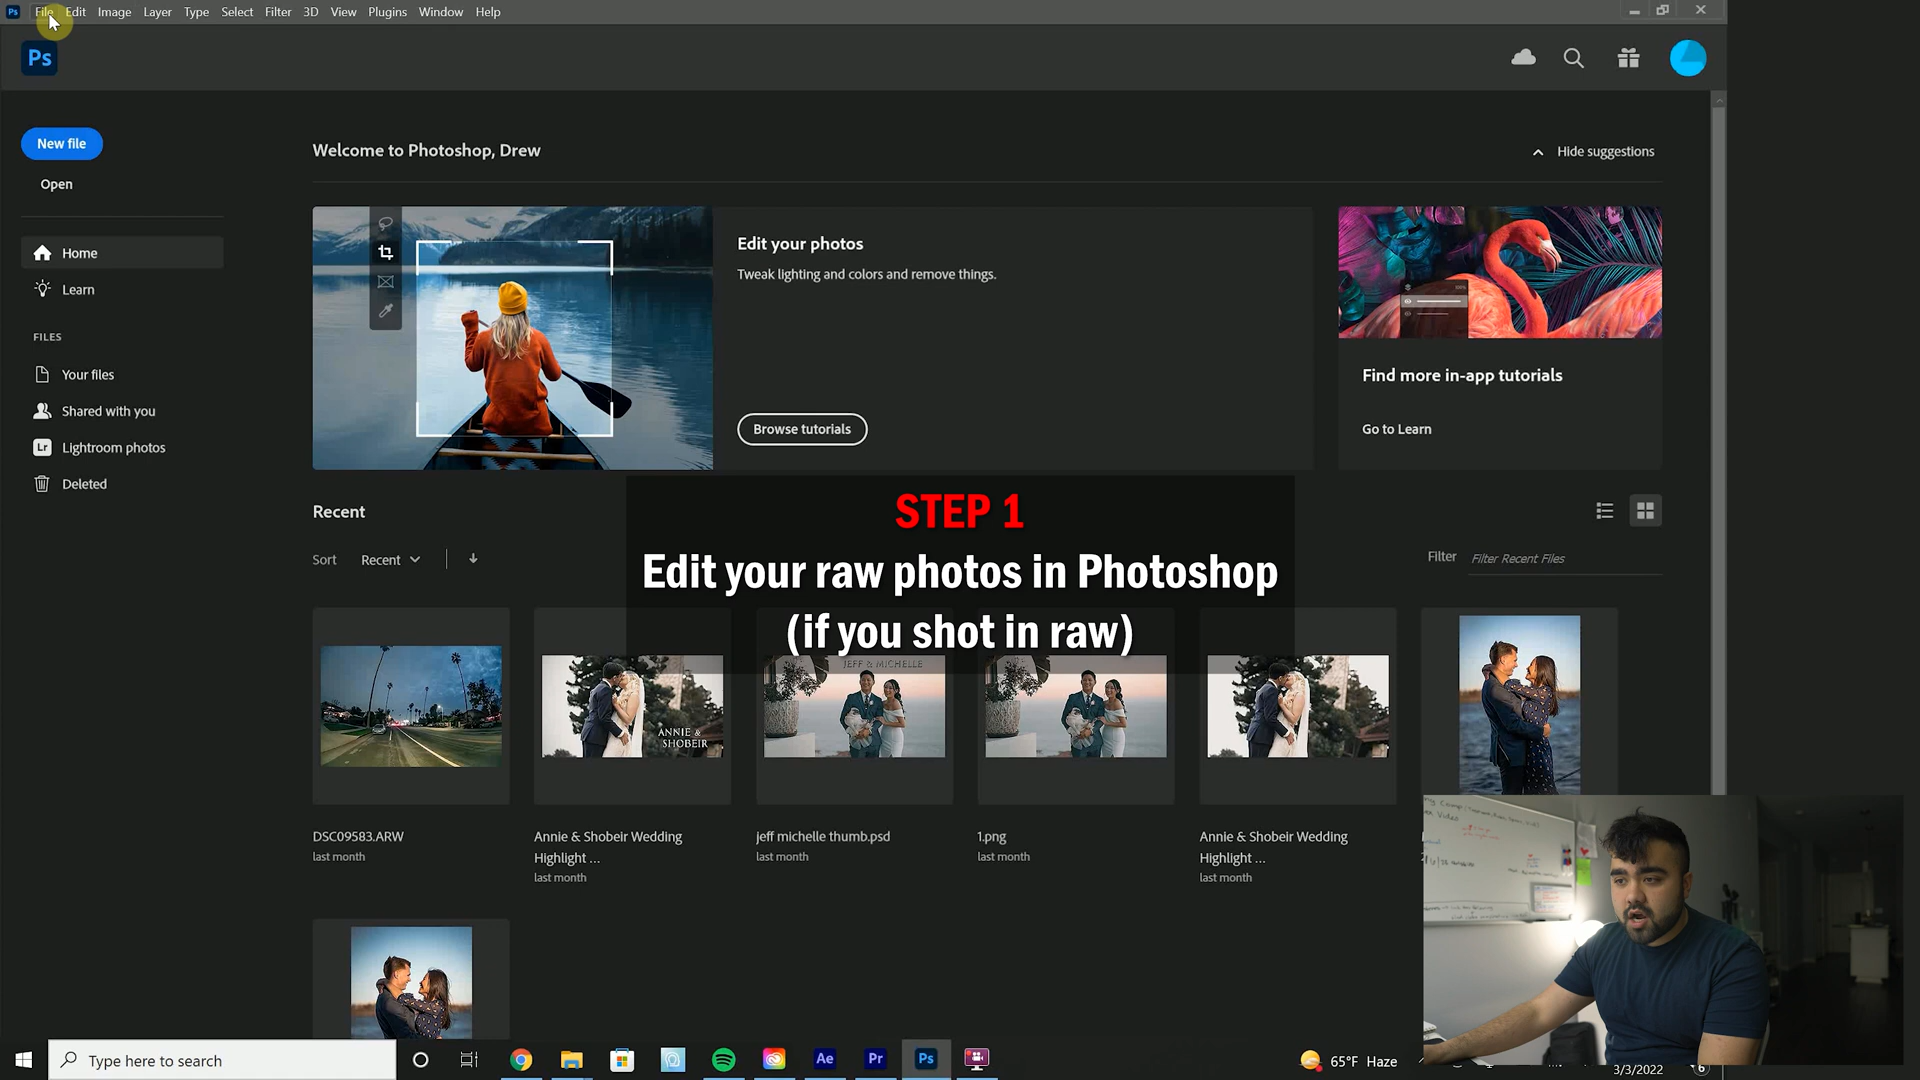 Ps File Edit Image Layer Type Select Filter 3D View Plugins Window Help
Ps
New file
Open
Home
Learn
FILES
Your files
Shared with you
Lr Lightroom photos
Deleted
Welcome to Photoshop, Drew
Hide suggestions
Edit your photos
Tweak lighting and colors and remove things.
Browse tutorials
Find more in-app tutorials
Go to Learn
Recent
Sort Recent
Filter Filter Recent Files
STEP 1
Edit your raw photos in Photoshop
(if you shot in raw)
ANNIE &
SHOBEIR
JEFF & MICHELLE
DSC09583.ARW
last month
Annie & Shobeir Wedding
Highlight ...
last month
jeff michelle thumb.psd
last month
1.png
last month
Annie & Shobeir Wedding
Highlight ...
last month
Type here to search
Ae
Pr
Ps
65°F Haze
3/3/2022
6